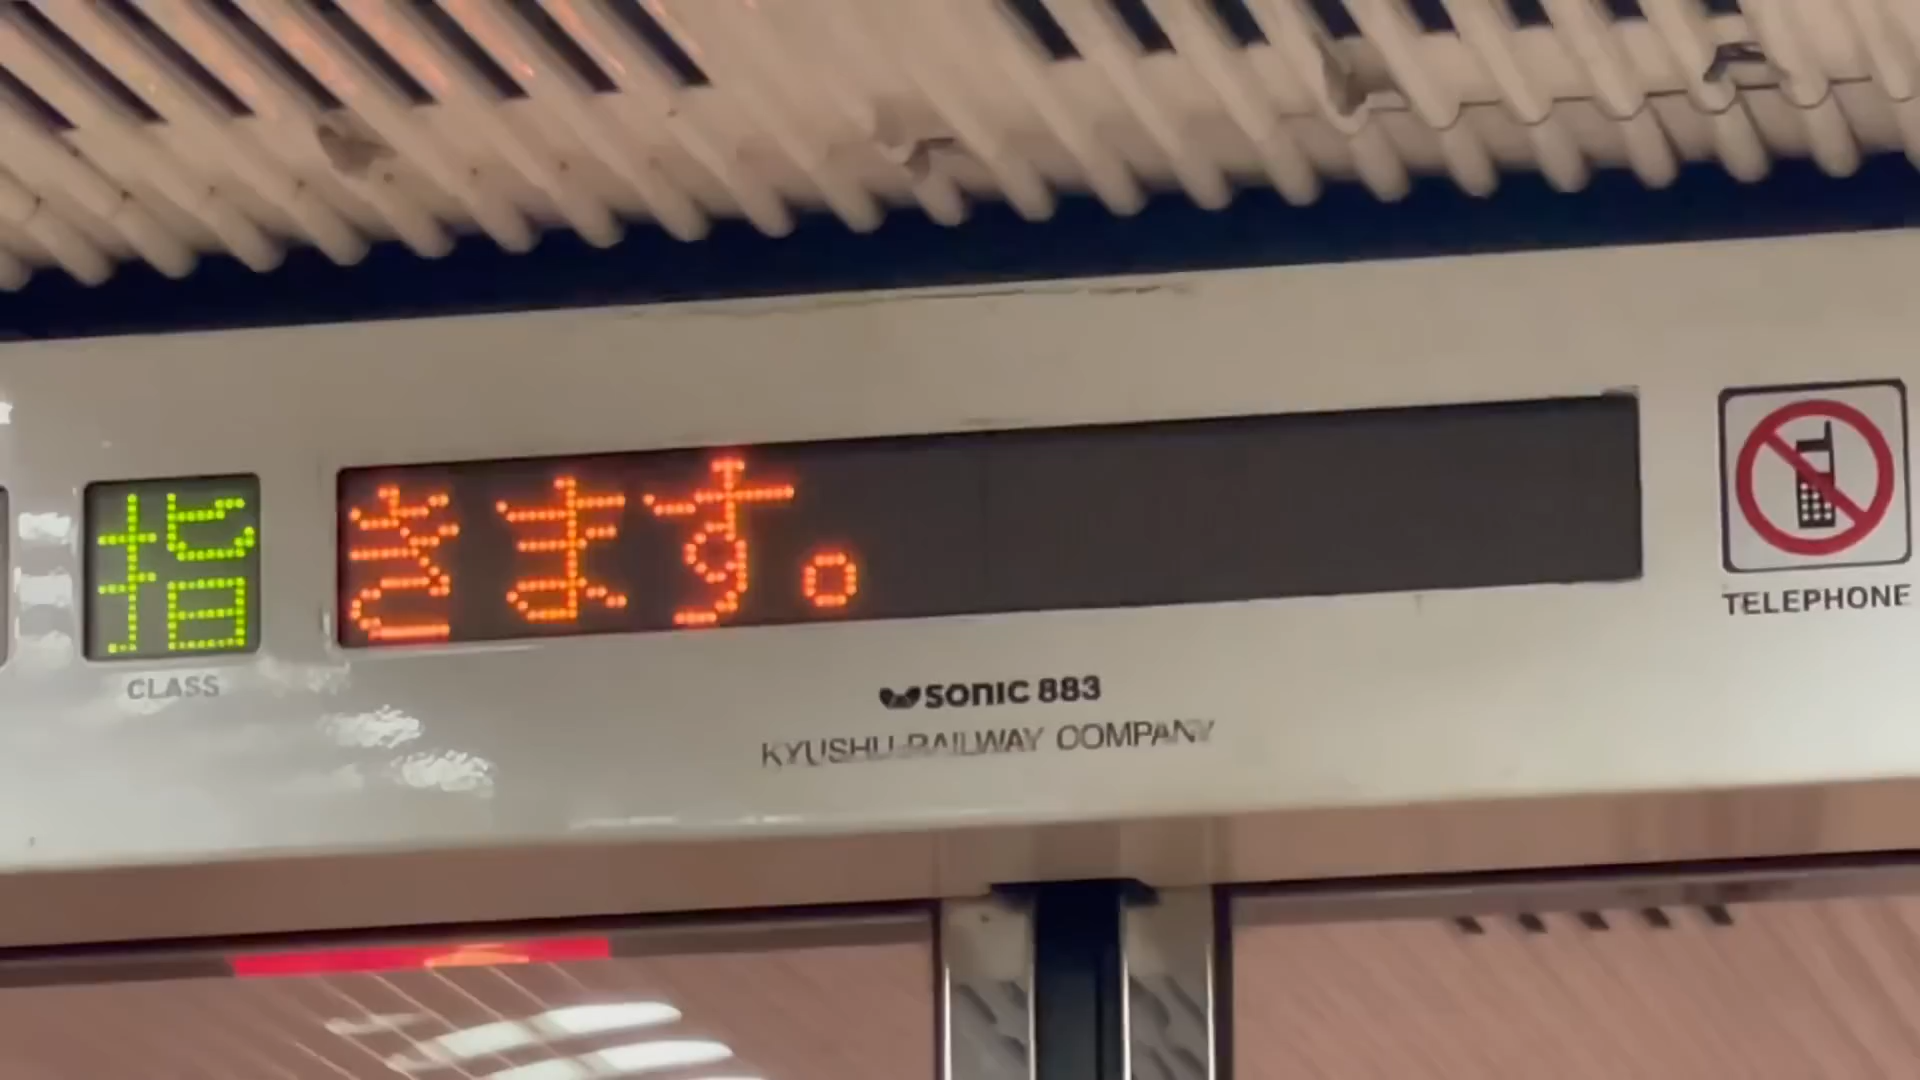 指
きます。
CLASS
TELEPHONE
SONIC 883
KYUSHU RAILWAY COMPANY